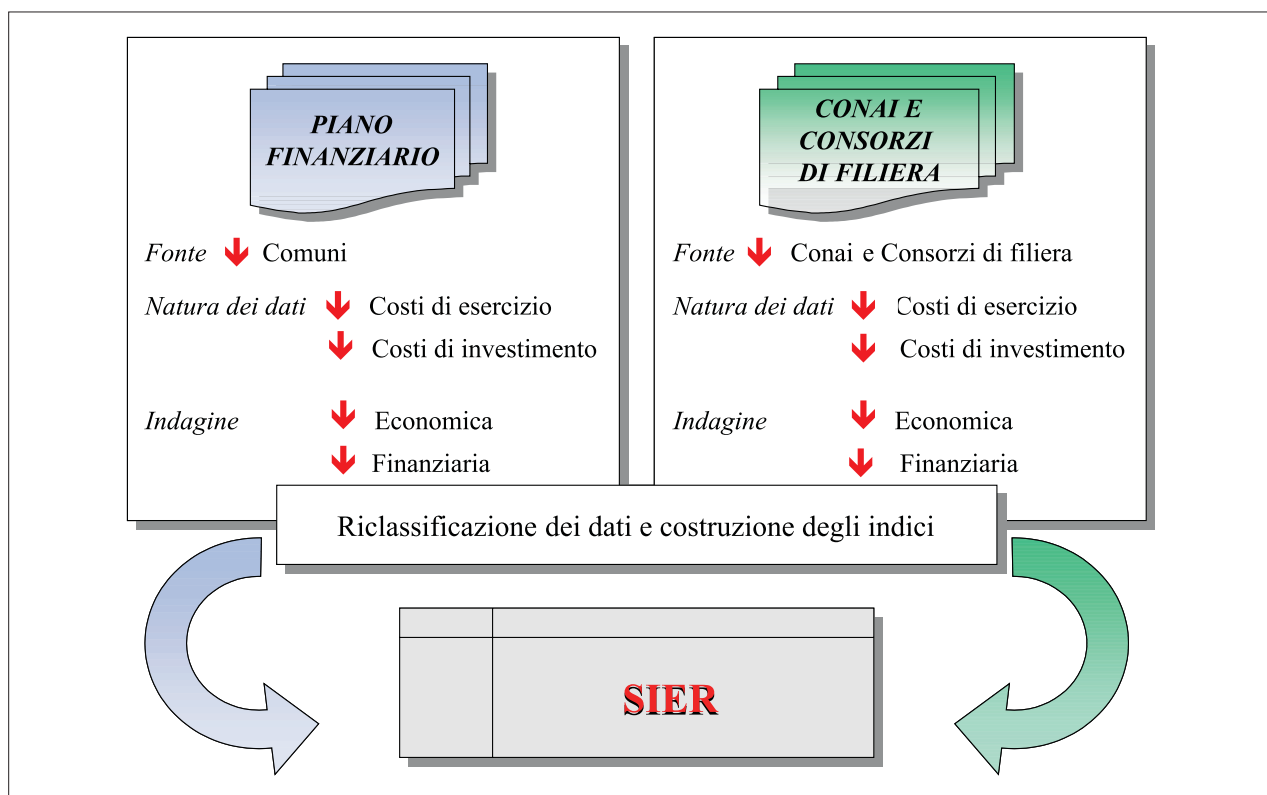 PIANO
FINANZIARIO
Fonte Comuni
Natura dei dati Costi di esercizio
Costi di investimento
Indagine Economica
Finanziaria
CONAI E
CONSORZI
DI FILIERA
Fonte Conai e Consorzi di filiera
Natura dei dati Costi di esercizio
Costi di investimento
Indagine Economica
Finanziaria
Riclassificazione dei dati e costruzione degli indici
SIER